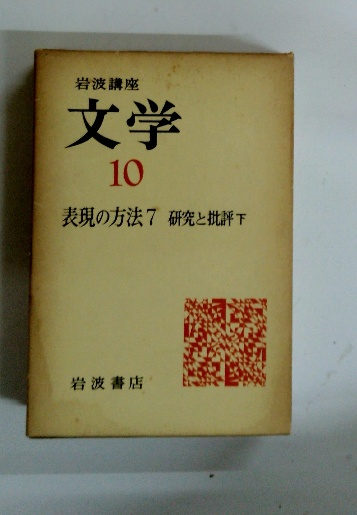 岩波講座
文学
10
表現の方法7 研究と批評 下
岩波書店